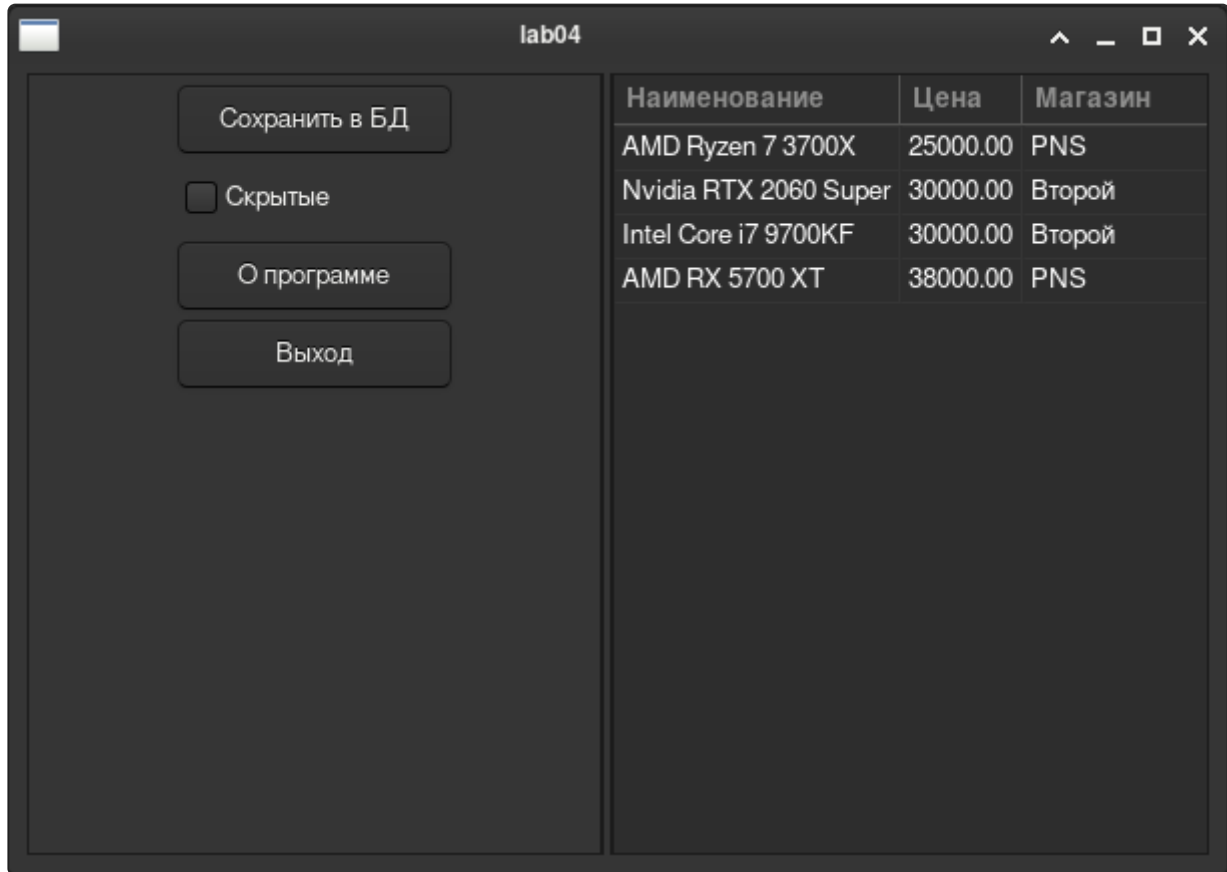 lab04
Сохранить в БД
Скрытые
О программе
Выход
Наименование Цена Магазин
AMD Ryzen 7 3700X 25000.00 PNS
Nvidia RTX 2060 Super 30000.00 Второй
Intel Core i7 9700KF 30000.00 Второй
AMD RX 5700 XT 38000.00 PNS